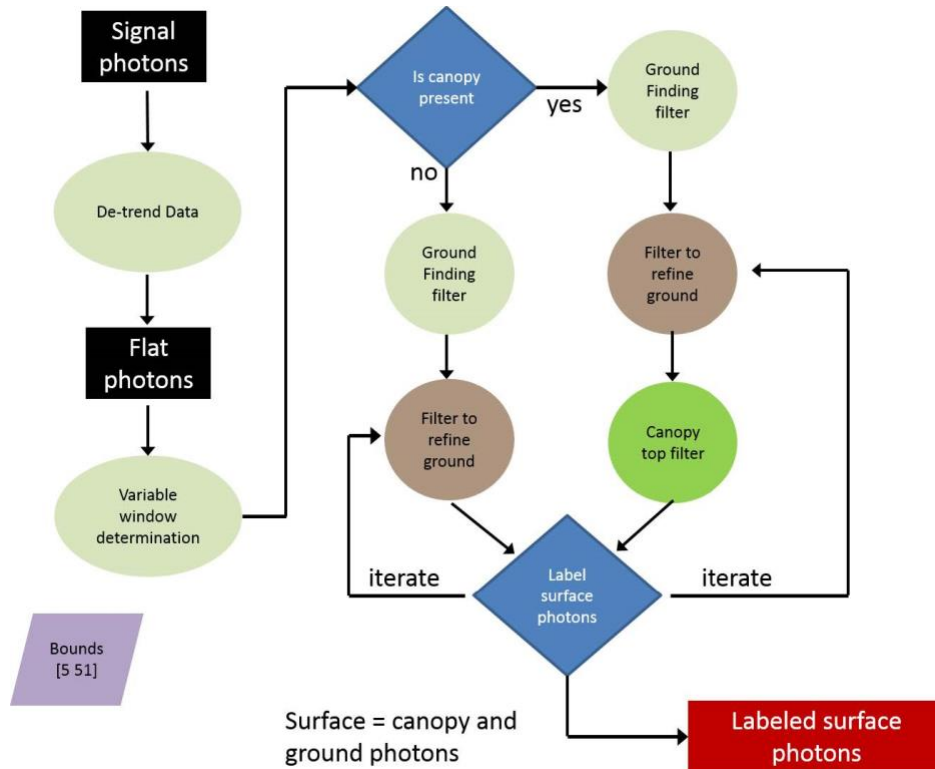 Signal
photons
De-trend Data
Flat
photons
Variable
window
determination
Bounds
[5 51]
Is canopy
present
yes
no
Ground
Finding
filter
Filter to
refine
ground
Ground
Finding
filter
Filter to
refine
ground
Canopy
top filter
iterate
Label
surface
photons
iterate
Surface = canopy and
ground photons
Labeled surface
photons